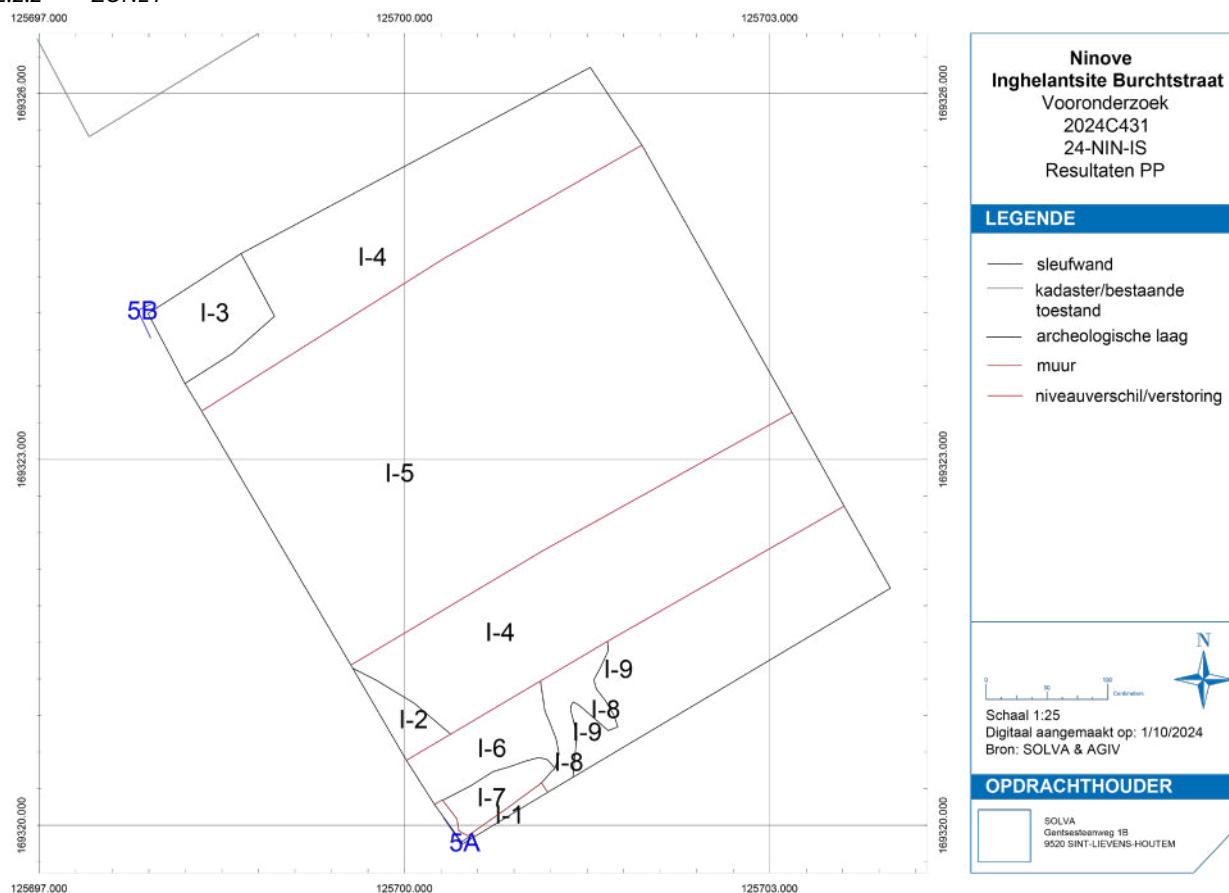 125697.000
125700.000
125703.000
169326.000
169326.000
I-4
5B
I-3
169323.000
169323.000
I-5
I-4
I-9
I-2
I-8
I-9
I-6
I-8
I-7
I-1
169320.000
169320.000
5A
125697.000
125700.000
125703.000
Ninove
Inghelantsite Burchtstraat
Vooronderzoek
2024C431
24-NIN-IS
Resultaten PP
LEGENDE
sleufwand
kadaster/bestaande
toestand
archeologische laag
muur
niveauverschil/verstoring
N
0 50 100
Centimeters
Schaal 1:25
Digitaal aangemaakt op: 1/10/2024
Bron: SOLVA & AGIV
OPDRACHTHOUDER
SOLVA
Gentsesteenweg 1B
9520 SINT-LIEVENS-HOUTEM